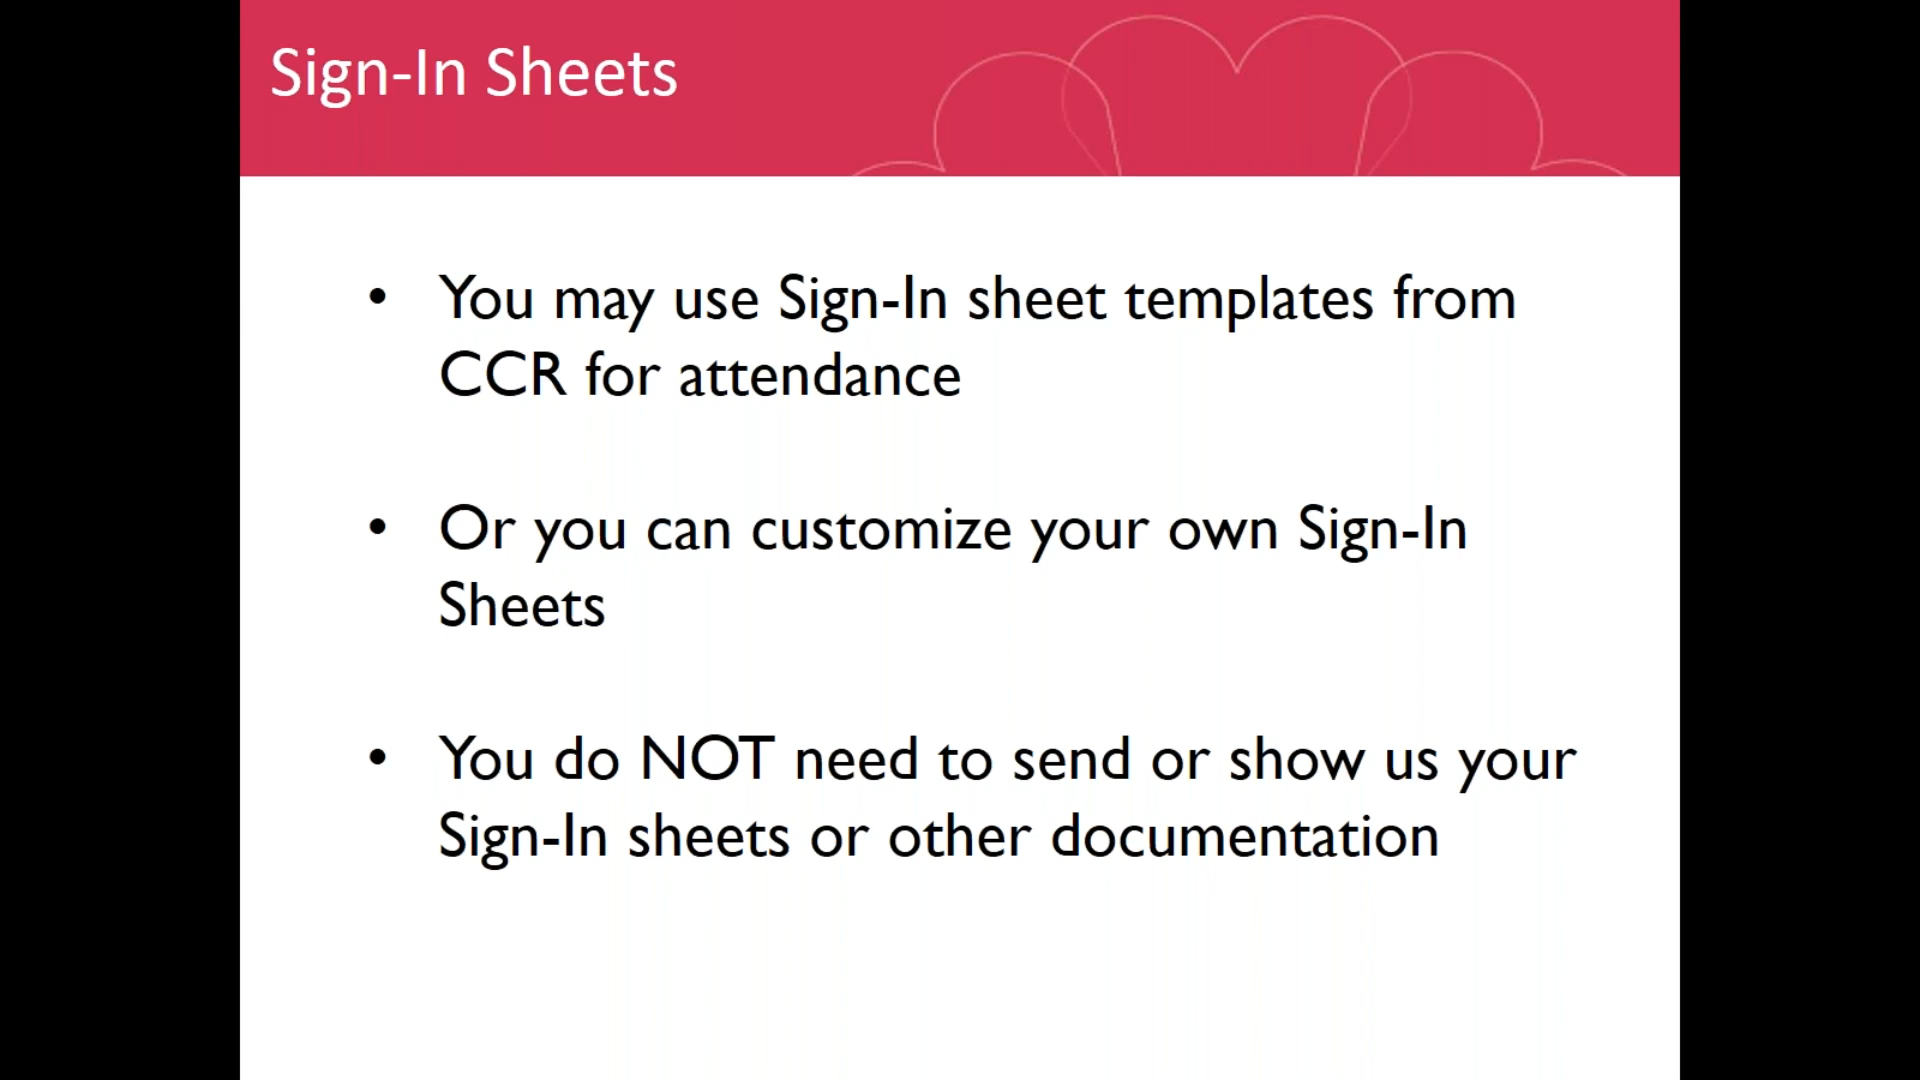 Sign-In Sheets
• You may use Sign-In sheet templates from
CCR for attendance
• Or you can customize your own Sign-In
Sheets
• You do NOT need to send or show us your
Sign-In sheets or other documentation